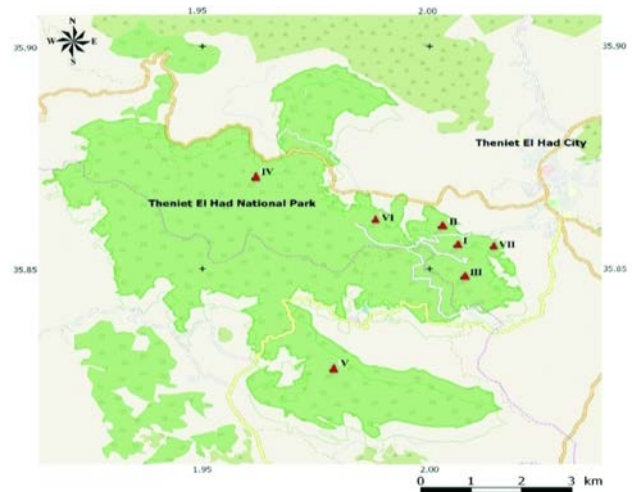 1.95 2.00
35.90 35.90
N
W E
S
Theniet El Had City
IV
Theniet El Had National Park
VI II
I VII
35.85 35.85
III
V
1.95 2.00
0 1 2 3 km